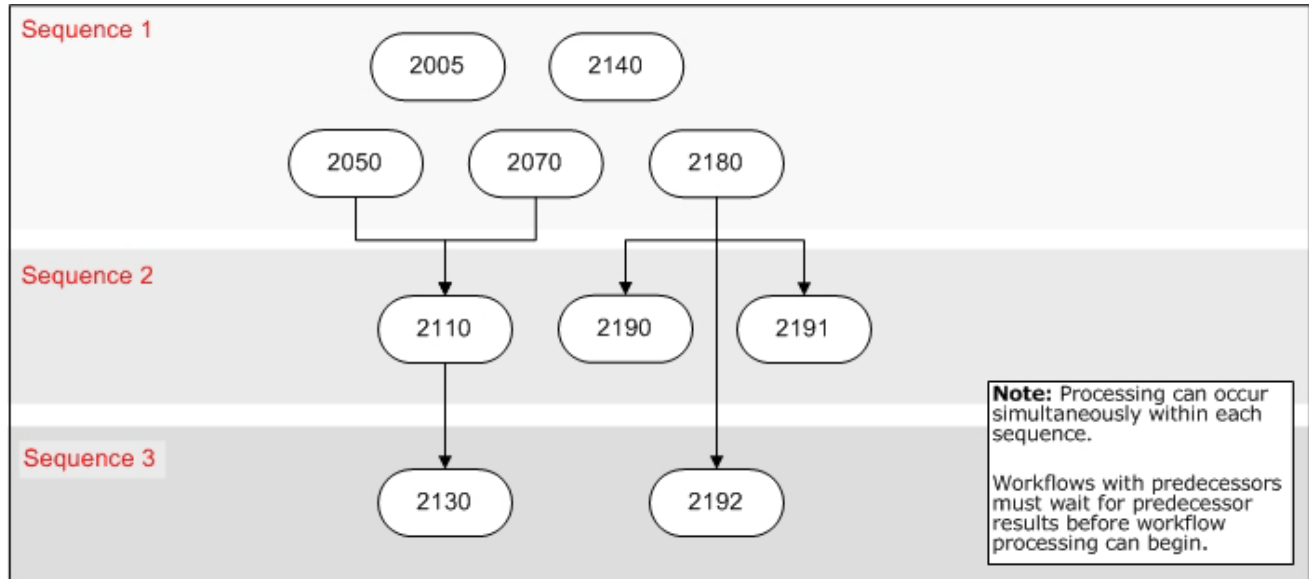 Sequence 1
2005
2140
2050
2070
2180
Sequence 2
2110
2190
2191
Sequence 3
2130
2192
Note: Processing can occur
simultaneously within each
sequence.
Workflows with predecessors
must wait for predecessor
results before workflow
processing can begin.